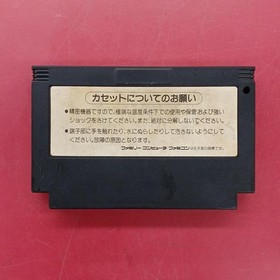 カセットについてのお願い
●精密機器ですので、極端な温度条件下での使用や保管および強い
ショックをさけてください。また、絶対に分解しないでください。
●端子部に手を触れたり、水にぬらしたりして汚さないようにして
ください。故障の原因となります。
ファミリーコンピュータ ファミコンは任天堂の商標です。